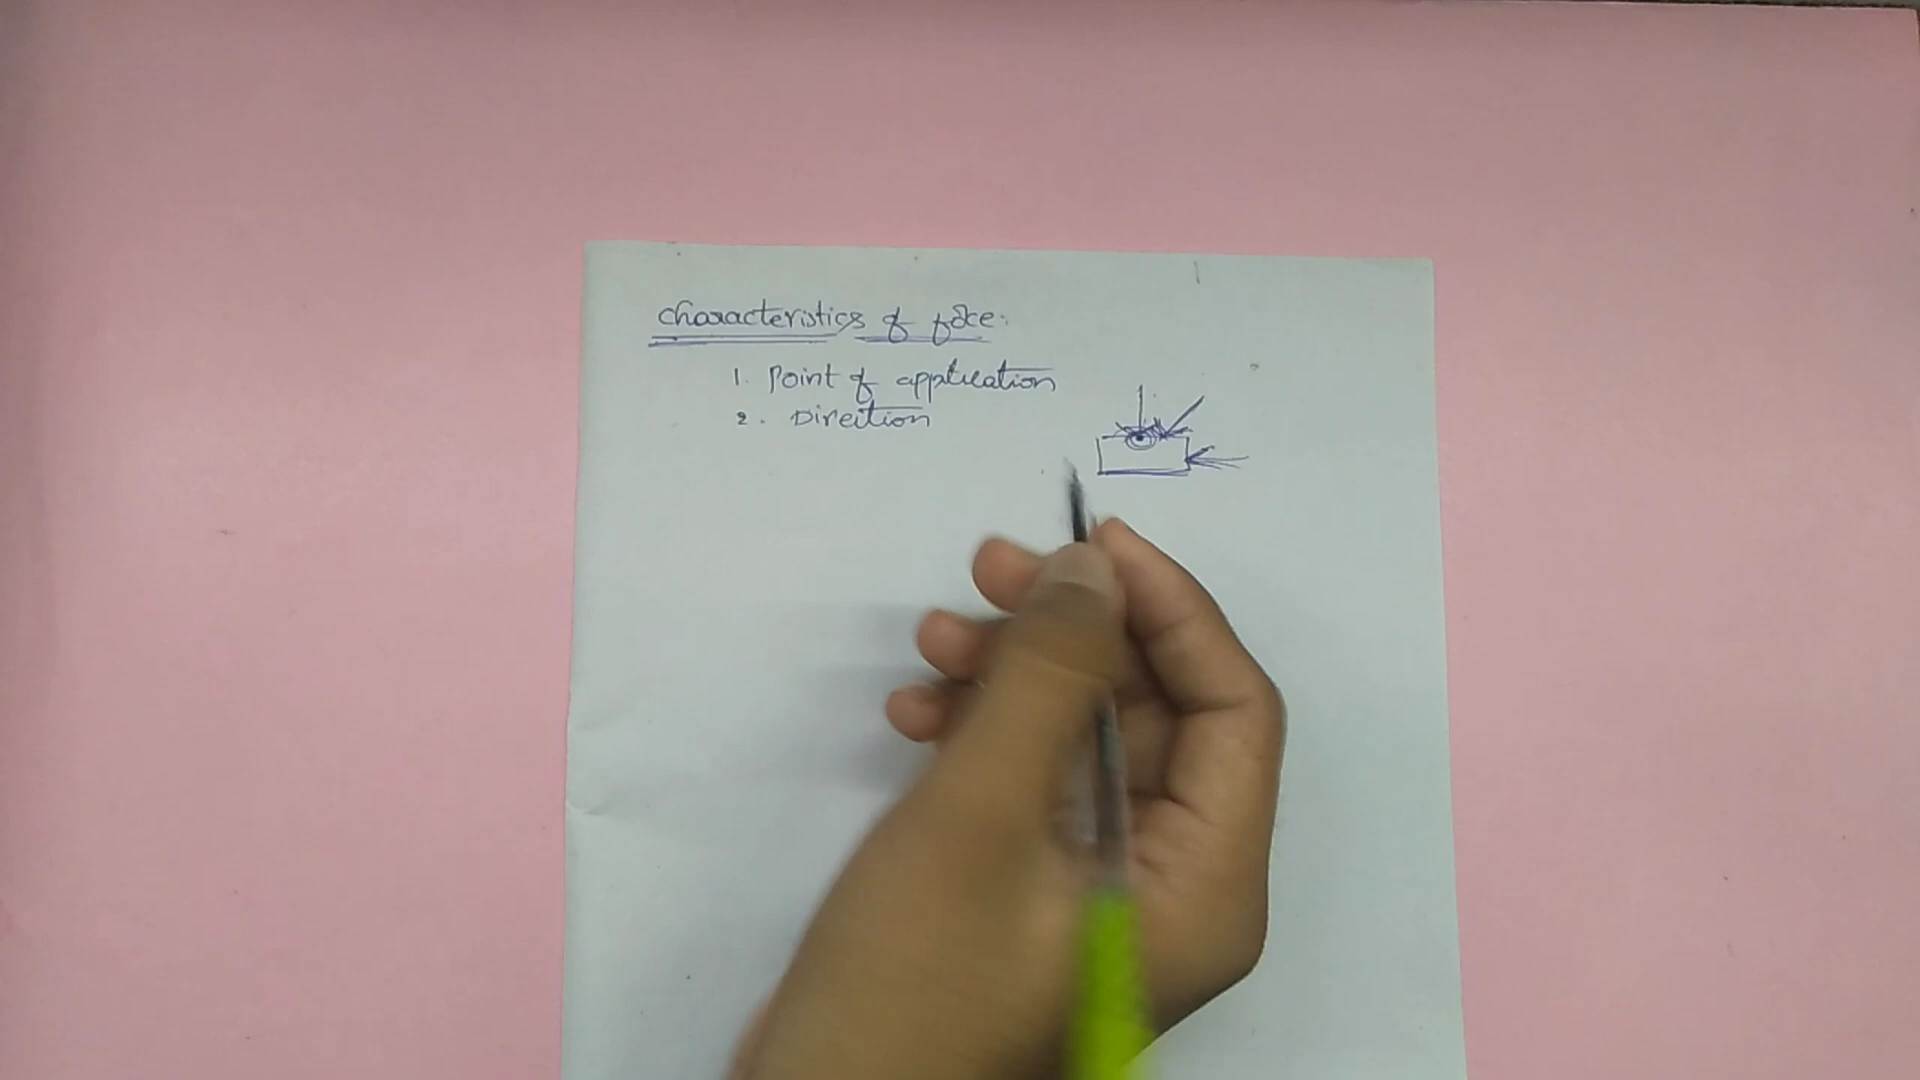 characteristics of force:
1. Point of application
2. Direction